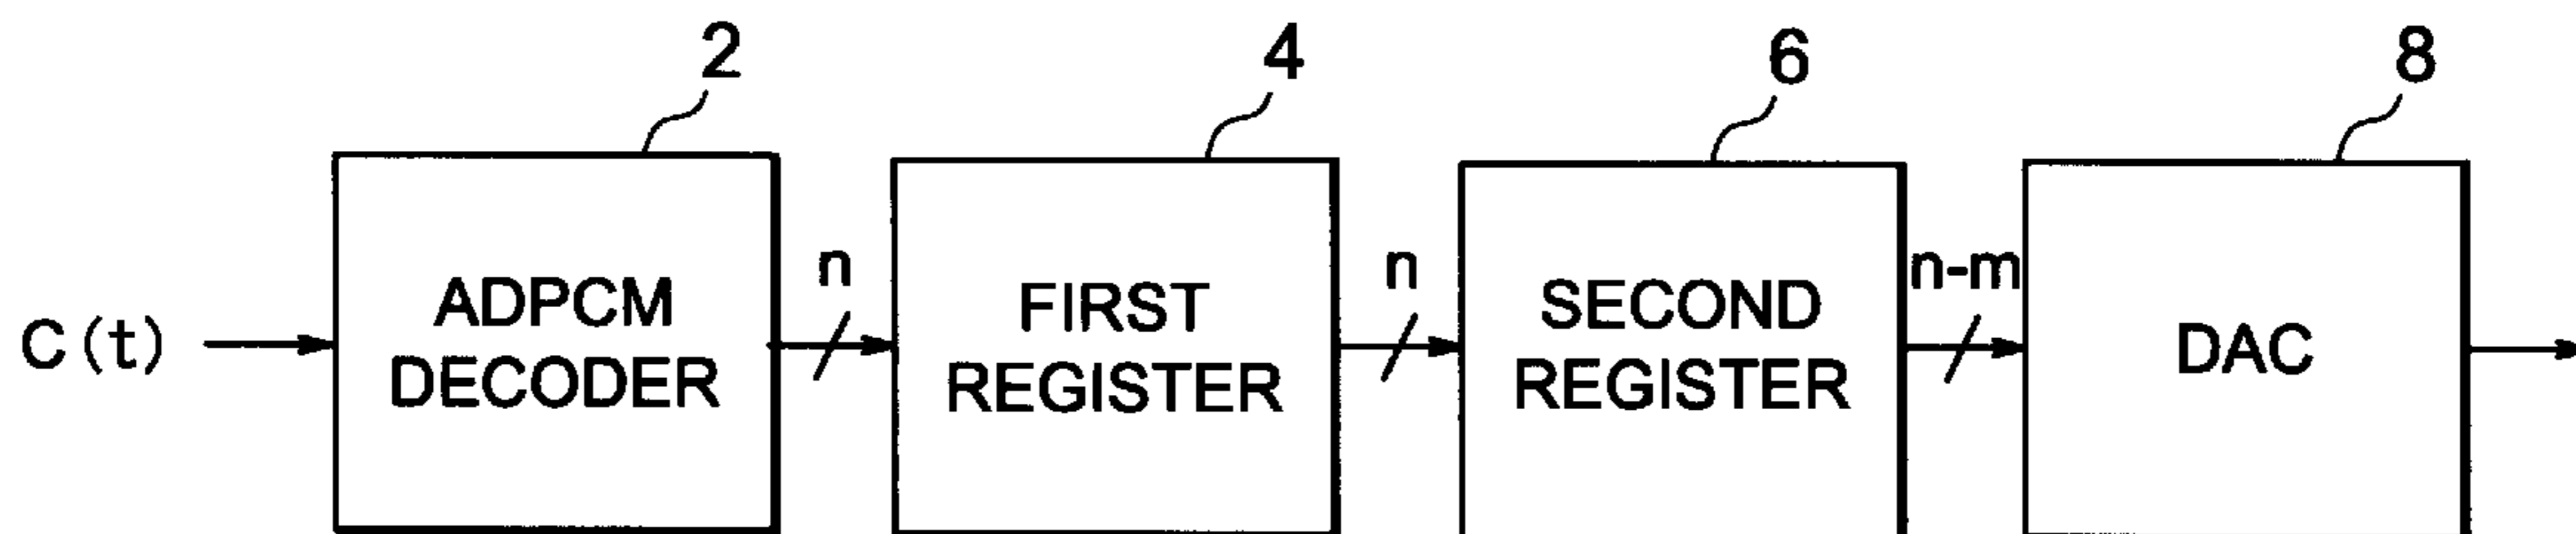 2
4
6
8
C(t)
ADPCM
DECODER
n
FIRST
REGISTER
n
SECOND
REGISTER
n-m
DAC